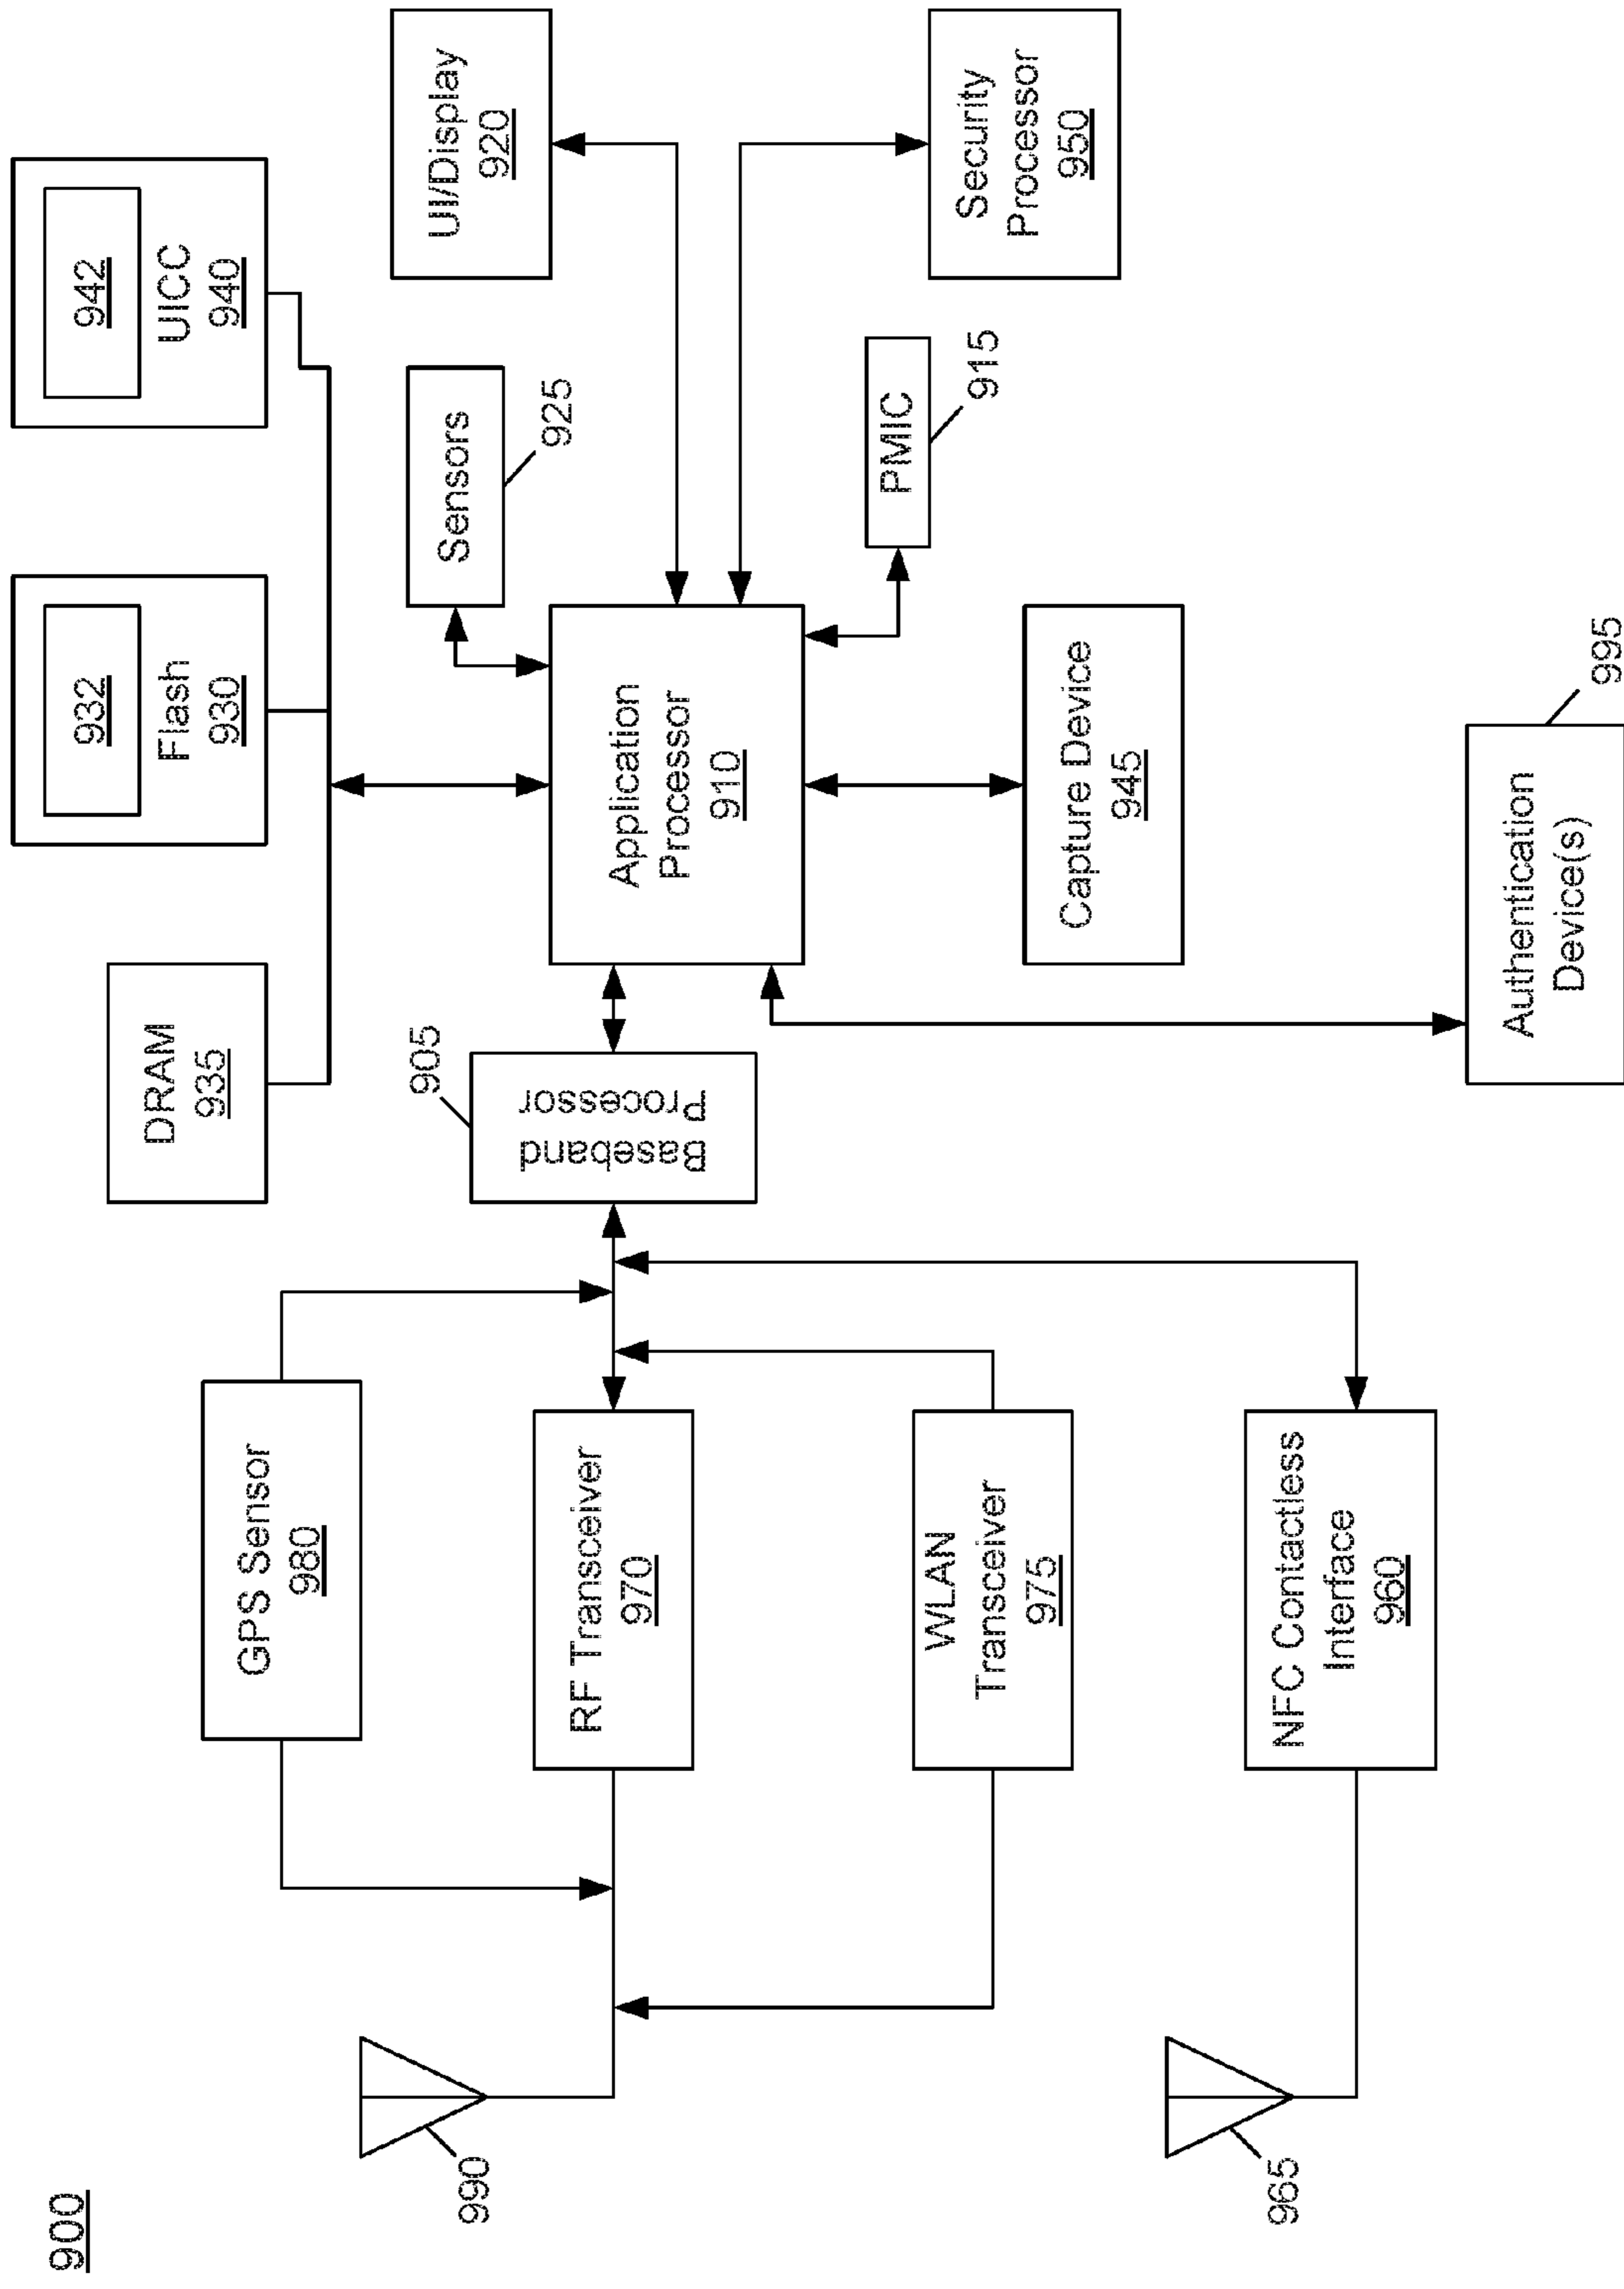 900
990
965
GPS Sensor
980
RF Transceiver
970
WLAN
Transceiver
975
NFC Contactless
Interface
960
905
Baseband
Processor
DRAM
935
932
Flash
930
942
UICC
940
Sensors
925
UI/Display
920
Application
Processor
910
Security
Processor
950
PMIC
915
Capture Device
945
Authentication
Device(s)
995